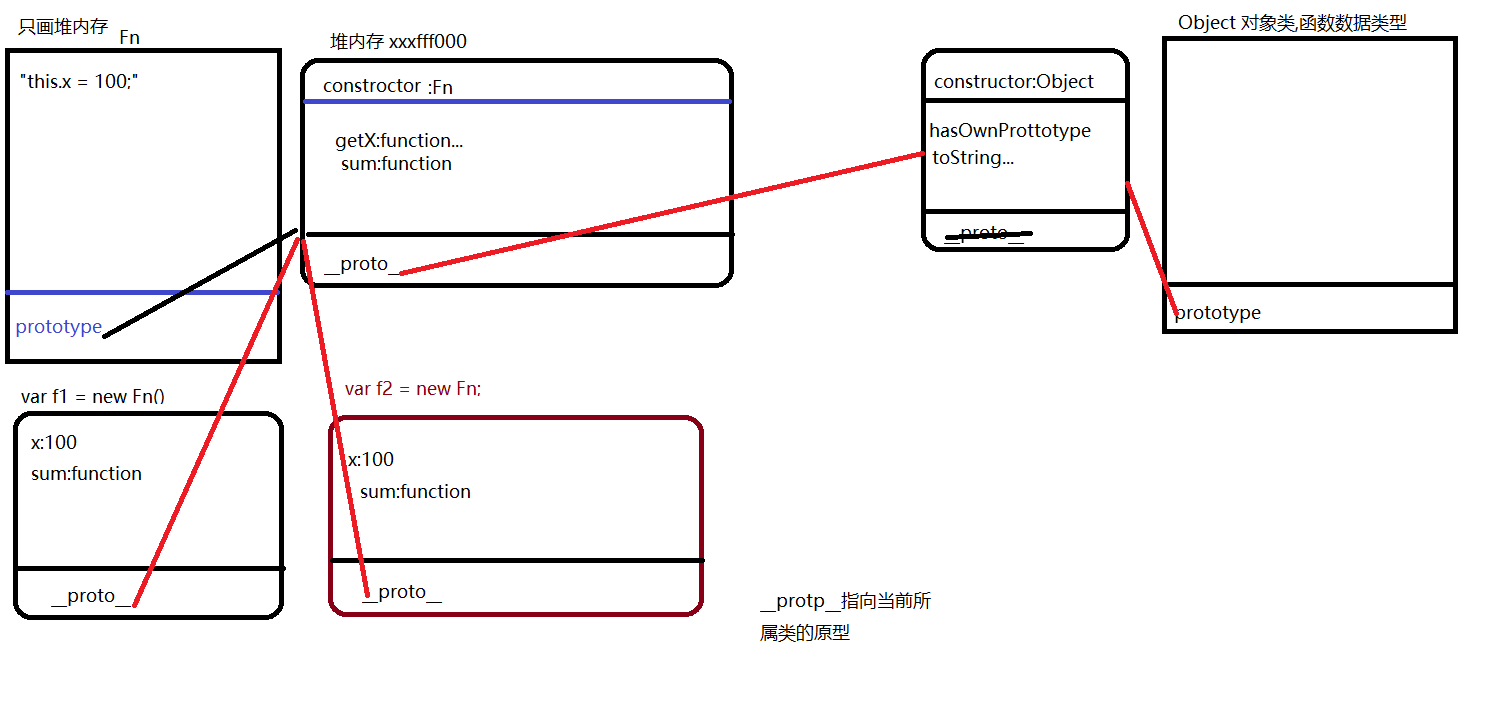 只画堆内存
Fn
"this.x = 100;"
prototype
堆内存 xxxfff000
constroctor :Fn
getX:function...
sum:function
__proto__
constructor:Object
hasOwnProttotype
toString...
__proto__
Object 对象类,函数数据类型
prototype
var f1 = new Fn()
x:100
sum:function
__proto__
var f2 = new Fn;
x:100
sum:function
__proto__
__protp__指向当前所
属类的原型